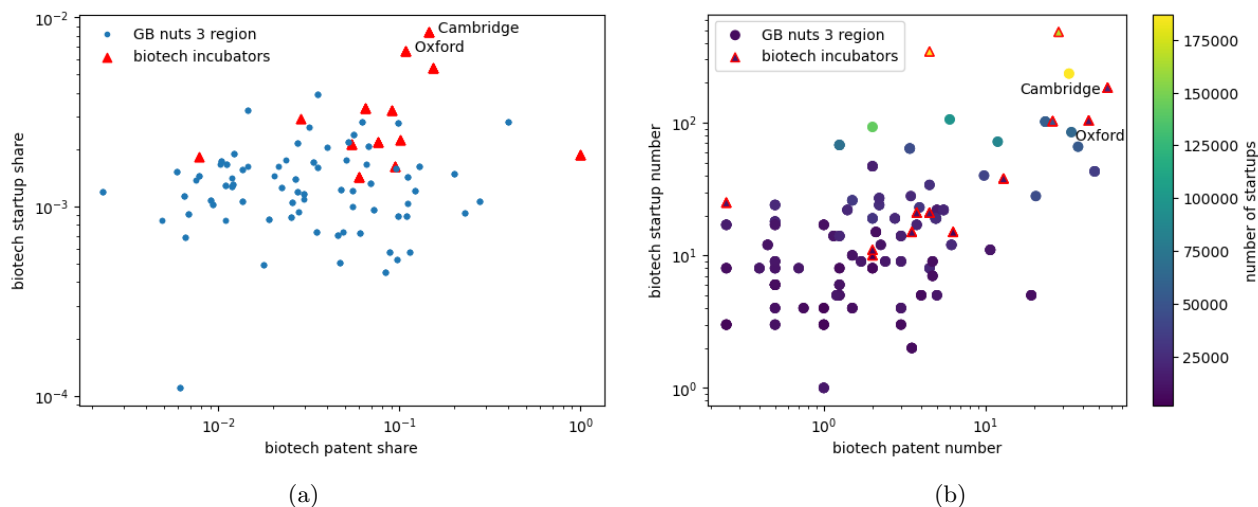 10⁻²
10⁻³
10⁻⁴
biotech startup share
GB nuts 3 region
biotech incubators
Cambridge
Oxford
10⁻²
10⁻¹
10⁰
biotech patent share
(a)
10²
10¹
10⁰
biotech startup number
GB nuts 3 region
biotech incubators
Cambridge
Oxford
10⁰
10¹
biotech patent number
(b)
175000
150000
125000
100000
75000
50000
25000
number of startups